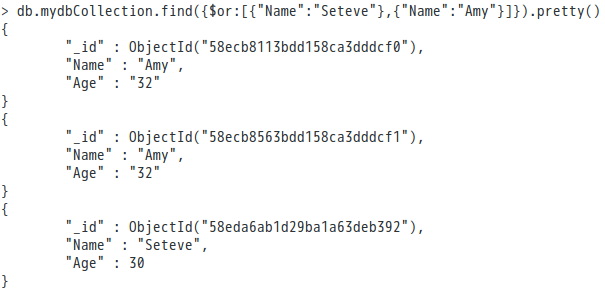 > db.mydbCollection.find({$or:[{"Name":"Seteve"},{"Name":"Amy"}]}).pretty()
{
        "_id" : ObjectId("58ecb8113bdd158ca3dddcf0"),
        "Name" : "Amy",
        "Age" : "32"
}
{
        "_id" : ObjectId("58ecb8563bdd158ca3dddcf1"),
        "Name" : "Amy",
        "Age" : "32"
}
{
        "_id" : ObjectId("58eda6ab1d29ba1a63deb392"),
        "Name" : "Seteve",
        "Age" : 30
}